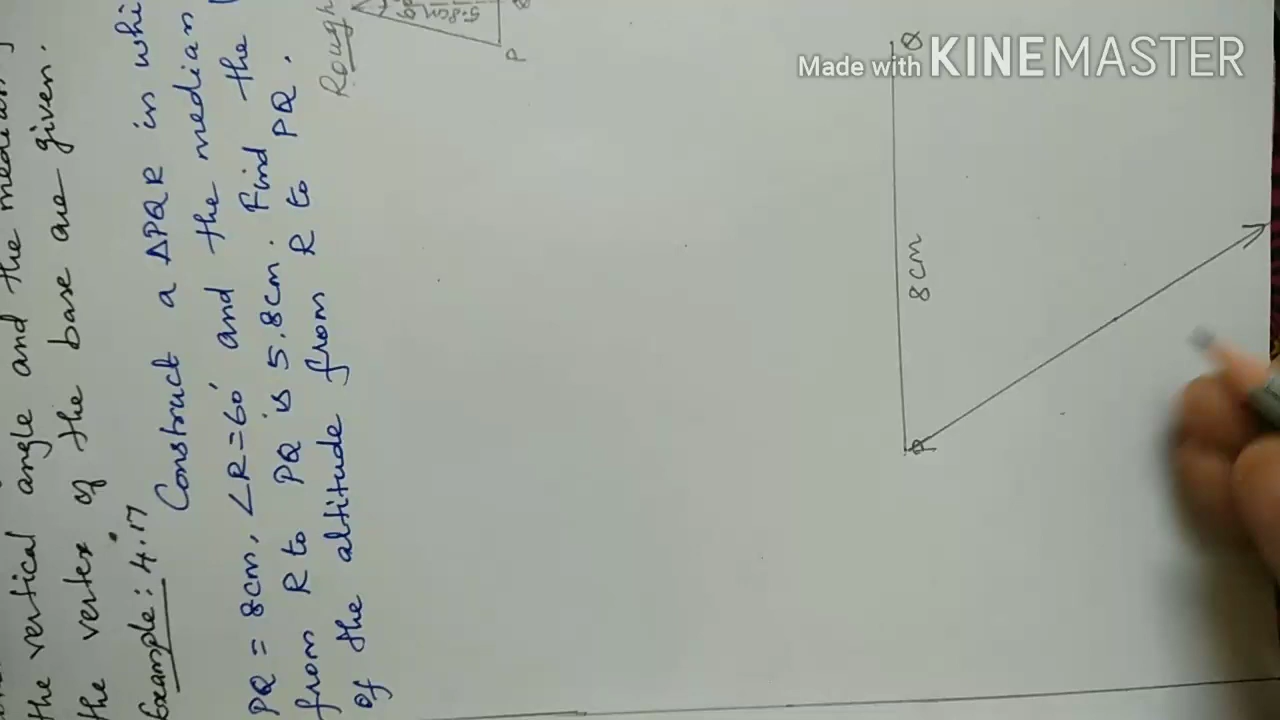 the vertical angle and the median
the vertex of the base are given.
Example: 4.17
Construct a ΔPQR in whi
PQ = 8cm, ∠R=60° and the median
from R to PQ is 5.8cm. Find the
of the altitude from R to PQ.
Rough
5.8cm
P
8cm
P
Q
Made with KINEMASTER